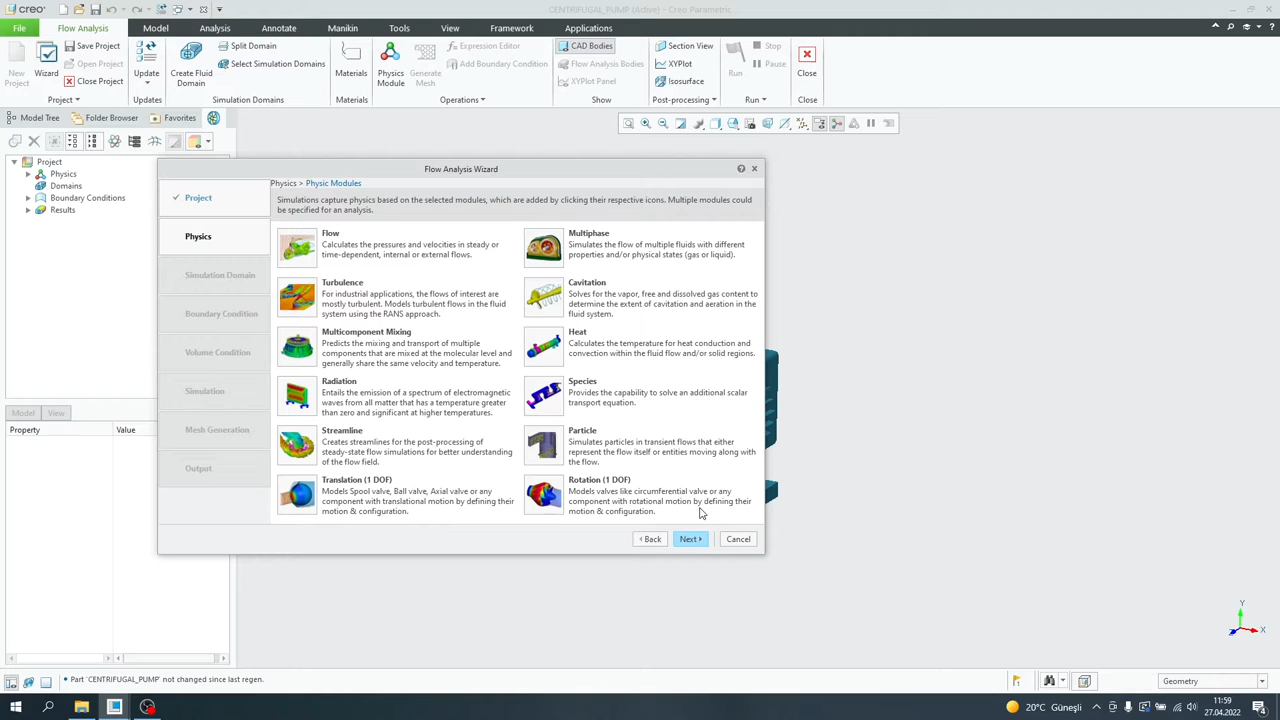 creo
CENTRIFUGAL_PUMP (Active) - Creo Parametric
File
Flow Analysis
Model
Analysis
Annotate
Manikin
Tools
View
Framework
Applications
New Project
Wizard
Save Project
Open Project
Close Project
Project
Update
Updates
Create Fluid Domain
Split Domain
Select Simulation Domains
Simulation Domains
Materials
Materials
Physics Module
Generate Mesh
Expression Editor
Add Boundary Condition
Operations
CAD Bodies
Flow Analysis Bodies
XYPlot Panel
Show
Section View
XYPlot
Isosurface
Post-processing
Run
Stop
Pause
Run
Close
Close
Model Tree
Folder Browser
Favorites
Project
Physics
Domains
Boundary Conditions
Results
Model
View
Property
Value
Flow Analysis Wizard
Project
Physics
Simulation Domain
Boundary Condition
Volume Condition
Simulation
Mesh Generation
Output
Physics > Physic Modules
Simulations capture physics based on the selected modules, which are added by clicking their respective icons. Multiple modules could
be specified for an analysis.
Flow
Calculates the pressures and velocities in steady or
time-dependent, internal or external flows.
Multiphase
Simulates the flow of multiple fluids with different
properties and/or physical states (gas or liquid).
Turbulence
For industrial applications, the flows of interest are
mostly turbulent. Models turbulent flows in the fluid
system using the RANS approach.
Cavitation
Solves for the vapor, free and dissolved gas content to
determine the extent of cavitation and aeration in the
fluid system.
Multicomponent Mixing
Predicts the mixing and transport of multiple
components that are mixed at the molecular level and
generally share the same velocity and temperature.
Heat
Calculates the temperature for heat conduction and
convection within the fluid flow and/or solid regions.
Radiation
Entails the emission of a spectrum of electromagnetic
waves from all matter that has a temperature greater
than zero and significant at higher temperatures.
Species
Provides the capability to solve an additional scalar
transport equation.
Streamline
Creates streamlines for the post-processing of
steady-state flow simulations for better understanding
of the flow field.
Particle
Simulates particles in transient flows that either
represent the flow itself or entities moving along with
the flow.
Translation (1 DOF)
Models Spool valve, Ball valve, Axial valve or any
component with translational motion by defining their
motion & configuration.
Rotation (1 DOF)
Models valves like circumferential valve or any
component with rotational motion by defining their
motion & configuration.
Back
Next
Cancel
Y
X
Z
• Part 'CENTRIFUGAL_PUMP' not changed since last regen.
Geometry
20°C Güneşli
11:59
27.04.2022